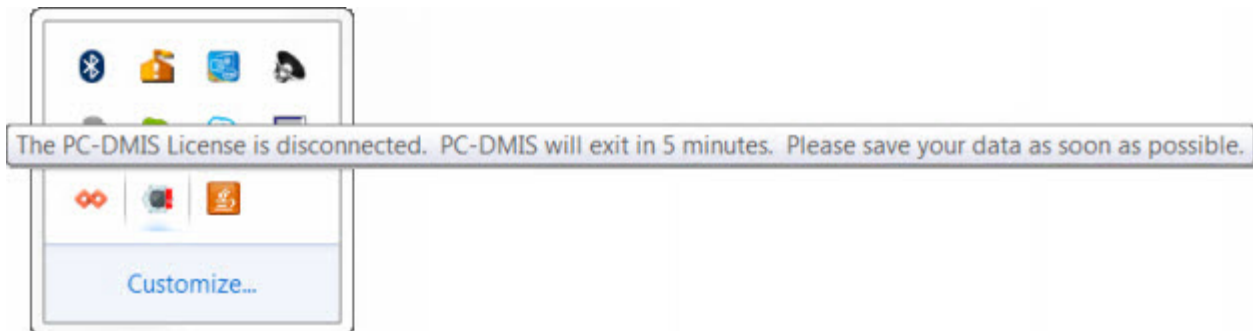 The PC-DMIS License is disconnected. PC-DMIS will exit in 5 minutes. Please save your data as soon as possible.
Customize...